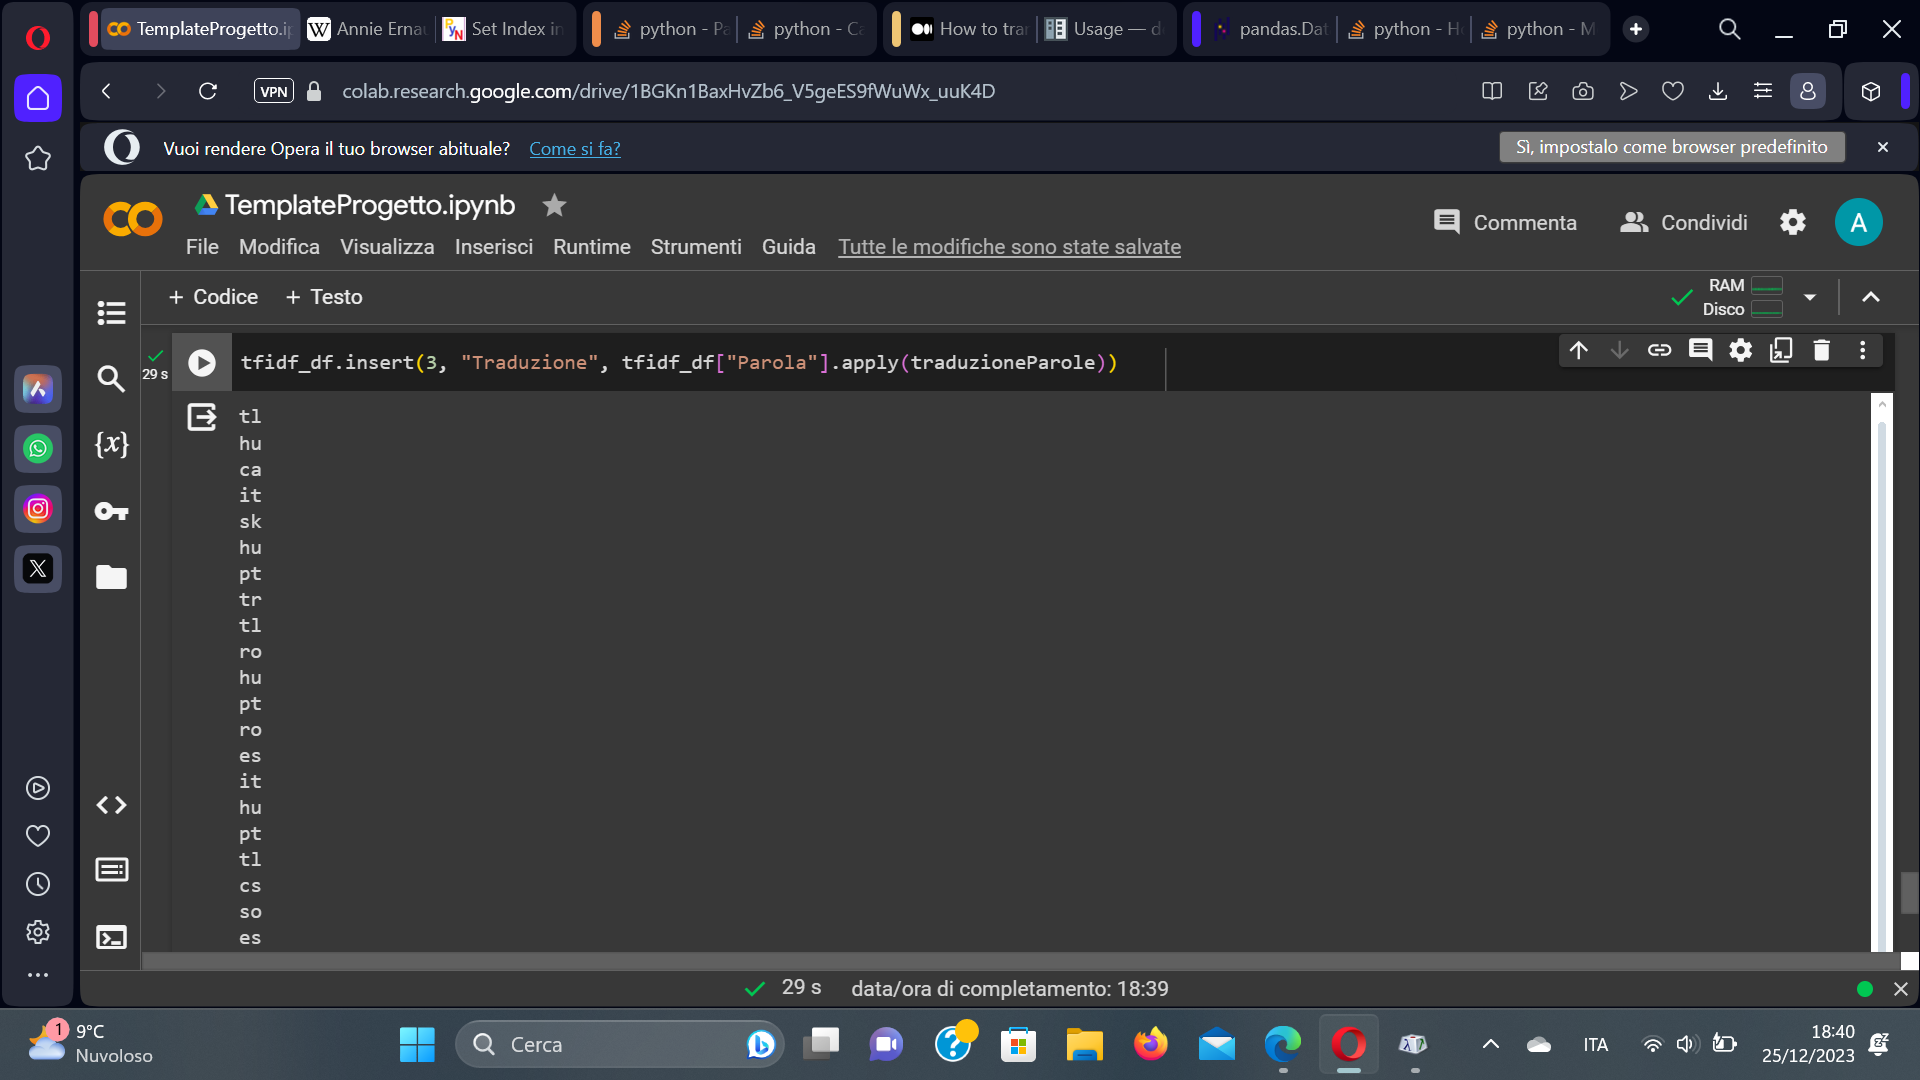 TemplateProgetto.i
Annie Erna
Set Index in
python - Pa
python - C
How to tra
Usage — d
pandas.Dat
python - H
python - M
VPN
colab.research.google.com/drive/1BGKn1BaxHvZb6_V5geES9fWuWx_uuK4D
Vuoi rendere Opera il tuo browser abituale? Come si fa?
Sì, impostalo come browser predefinito
TemplateProgetto.ipynb
Commenta
Condividi
A
File Modifica Visualizza Inserisci Runtime Strumenti Guida Tutte le modifiche sono state salvate
+ Codice + Testo
RAM
Disco
29 s
tfidf_df.insert(3, "Traduzione", tfidf_df["Parola"].apply(traduzioneParole))
{x}
tl
hu
ca
it
sk
hu
pt
tr
tl
ro
hu
pt
ro
es
it
hu
pt
tl
cs
so
es
29 s data/ora di completamento: 18:39
1
9°C
Nuvoloso
Cerca
ITA
18:40
25/12/2023